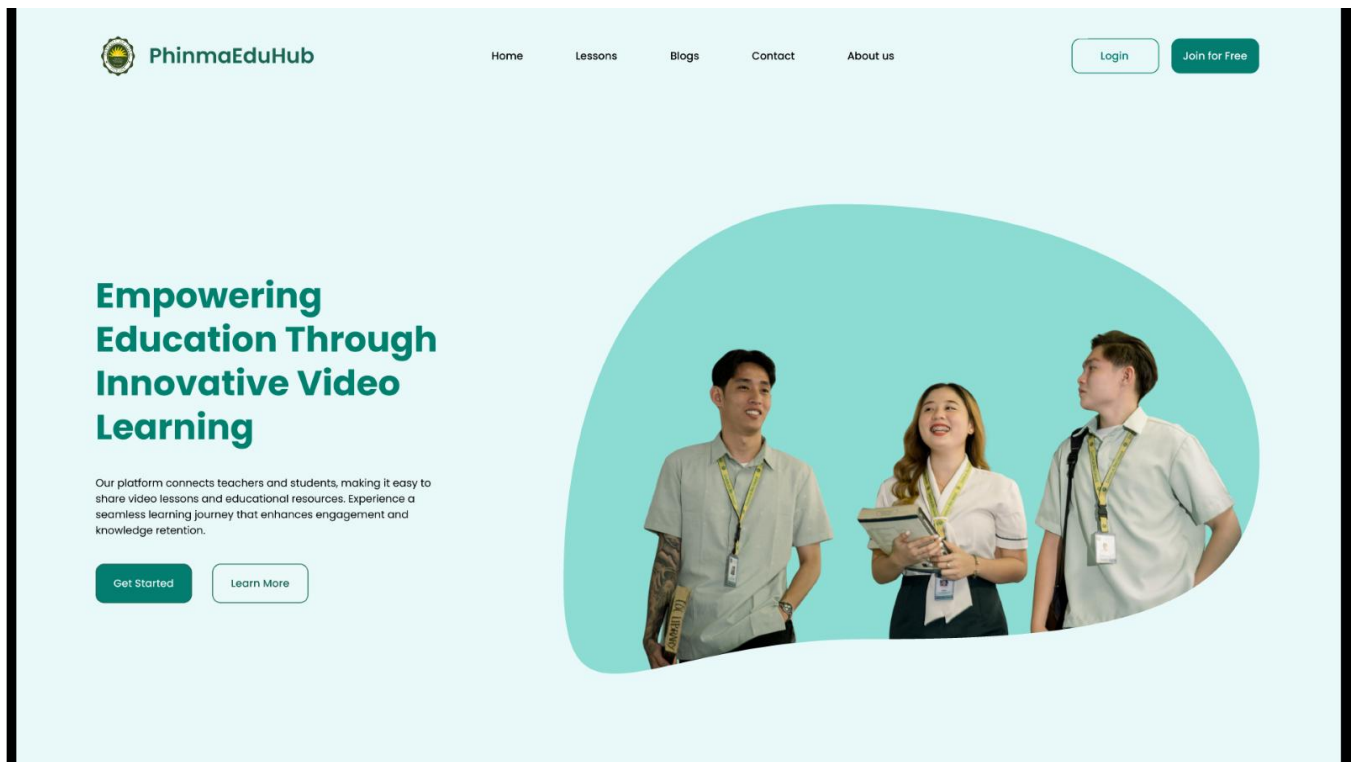 PhinmaEduHub
Home Lessons Blogs Contact About us
Login Join for Free
Empowering
Education Through
Innovative Video
Learning
Our platform connects teachers and students, making it easy to
share video lessons and educational resources. Experience a
seamless learning journey that enhances engagement and
knowledge retention.
Get Started Learn More